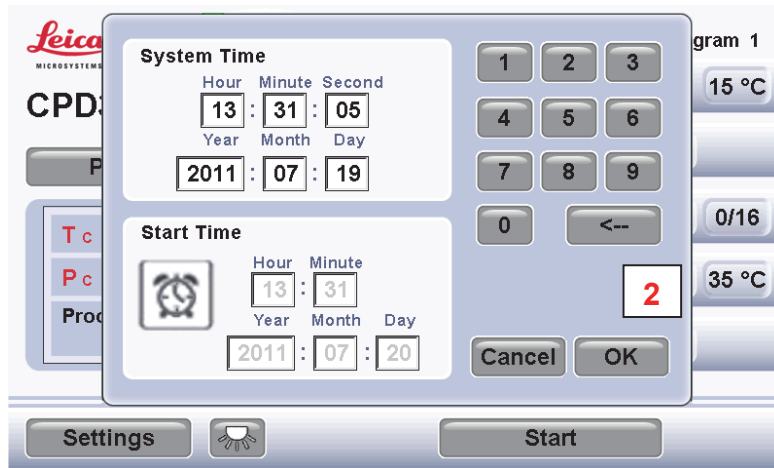 Leica
MICROSYSTEMS
CPD3
P
T c
P c
Proc
System Time
Hour Minute Second
13 : 31 : 05
Year Month Day
2011 : 07 : 19
Start Time
Hour Minute
13 : 31
Year Month Day
2011 : 07 : 20
1 2 3
4 5 6
7 8 9
0 <--
2
Cancel OK
gram 1
15 °C
0/16
35 °C
Settings
Start